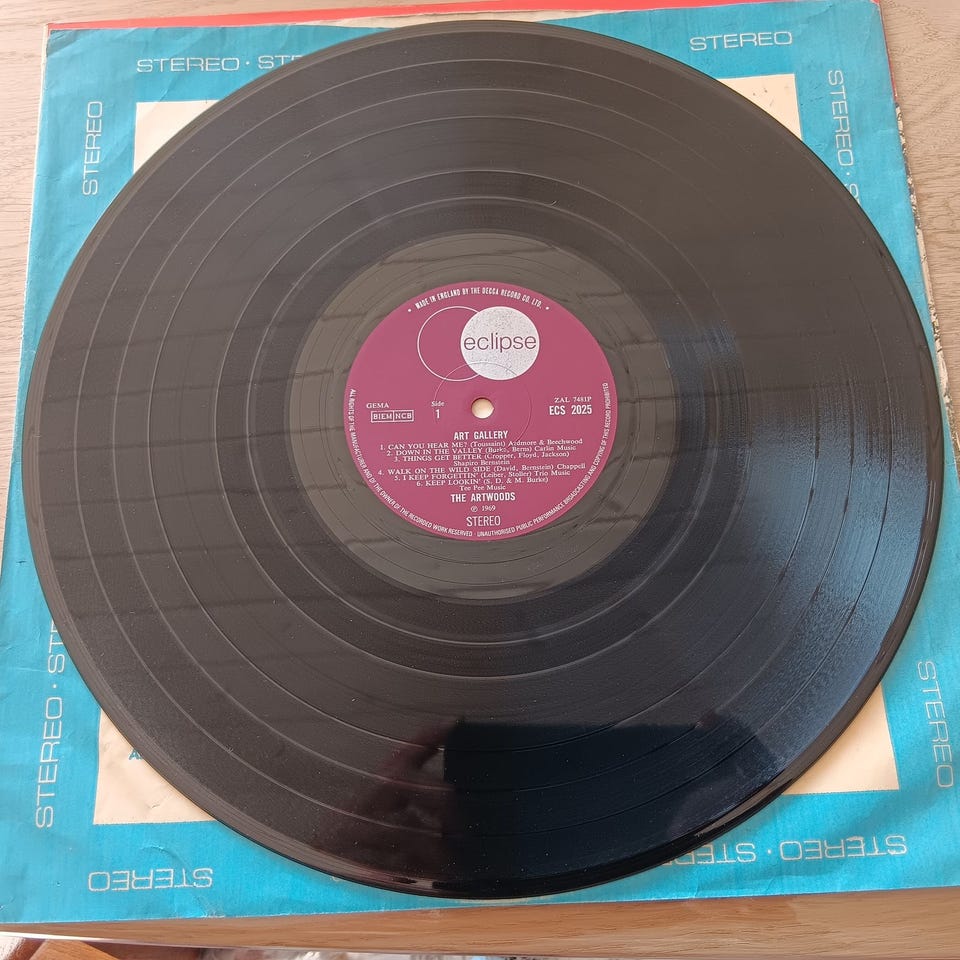 STEREO · STE
STEREO
STEREO
STEREO · S
• MADE IN ENGLAND BY THE DECCA RECORD CO. LTD. •
eclipse
GEMA
BIEM NCB
Side
1
ZAL 7481P
ECS 2025
ART GALLERY
1. CAN YOU HEAR ME? (Toussaint) Ardmore & Beechwood
2. DOWN IN THE VALLEY (Burke, Berns) Carlin Music
3. THINGS GET BETTER (Cropper, Floyd, Jackson)
Shapiro Bernstein
4. WALK ON THE WILD SIDE (David, Bernstein) Chappell
5. I KEEP FORGETTIN' (Leiber, Stoller) Trio Music
6. KEEP LOOKIN' (S. D. & M. Burke)
Tee Pee Music
THE ARTWOODS
℗ 1969
STEREO
ALL RIGHTS OF THE MANUFACTURER AND OF THE OWNER OF THE RECORDED WORK RESERVED · UNAUTHORISED PUBLIC PERFORMANCE BROADCASTING AND COPYING OF THIS RECORD PROHIBITED
STEREO · STE
A
STEREO
STEREO · STEREO
STEREO